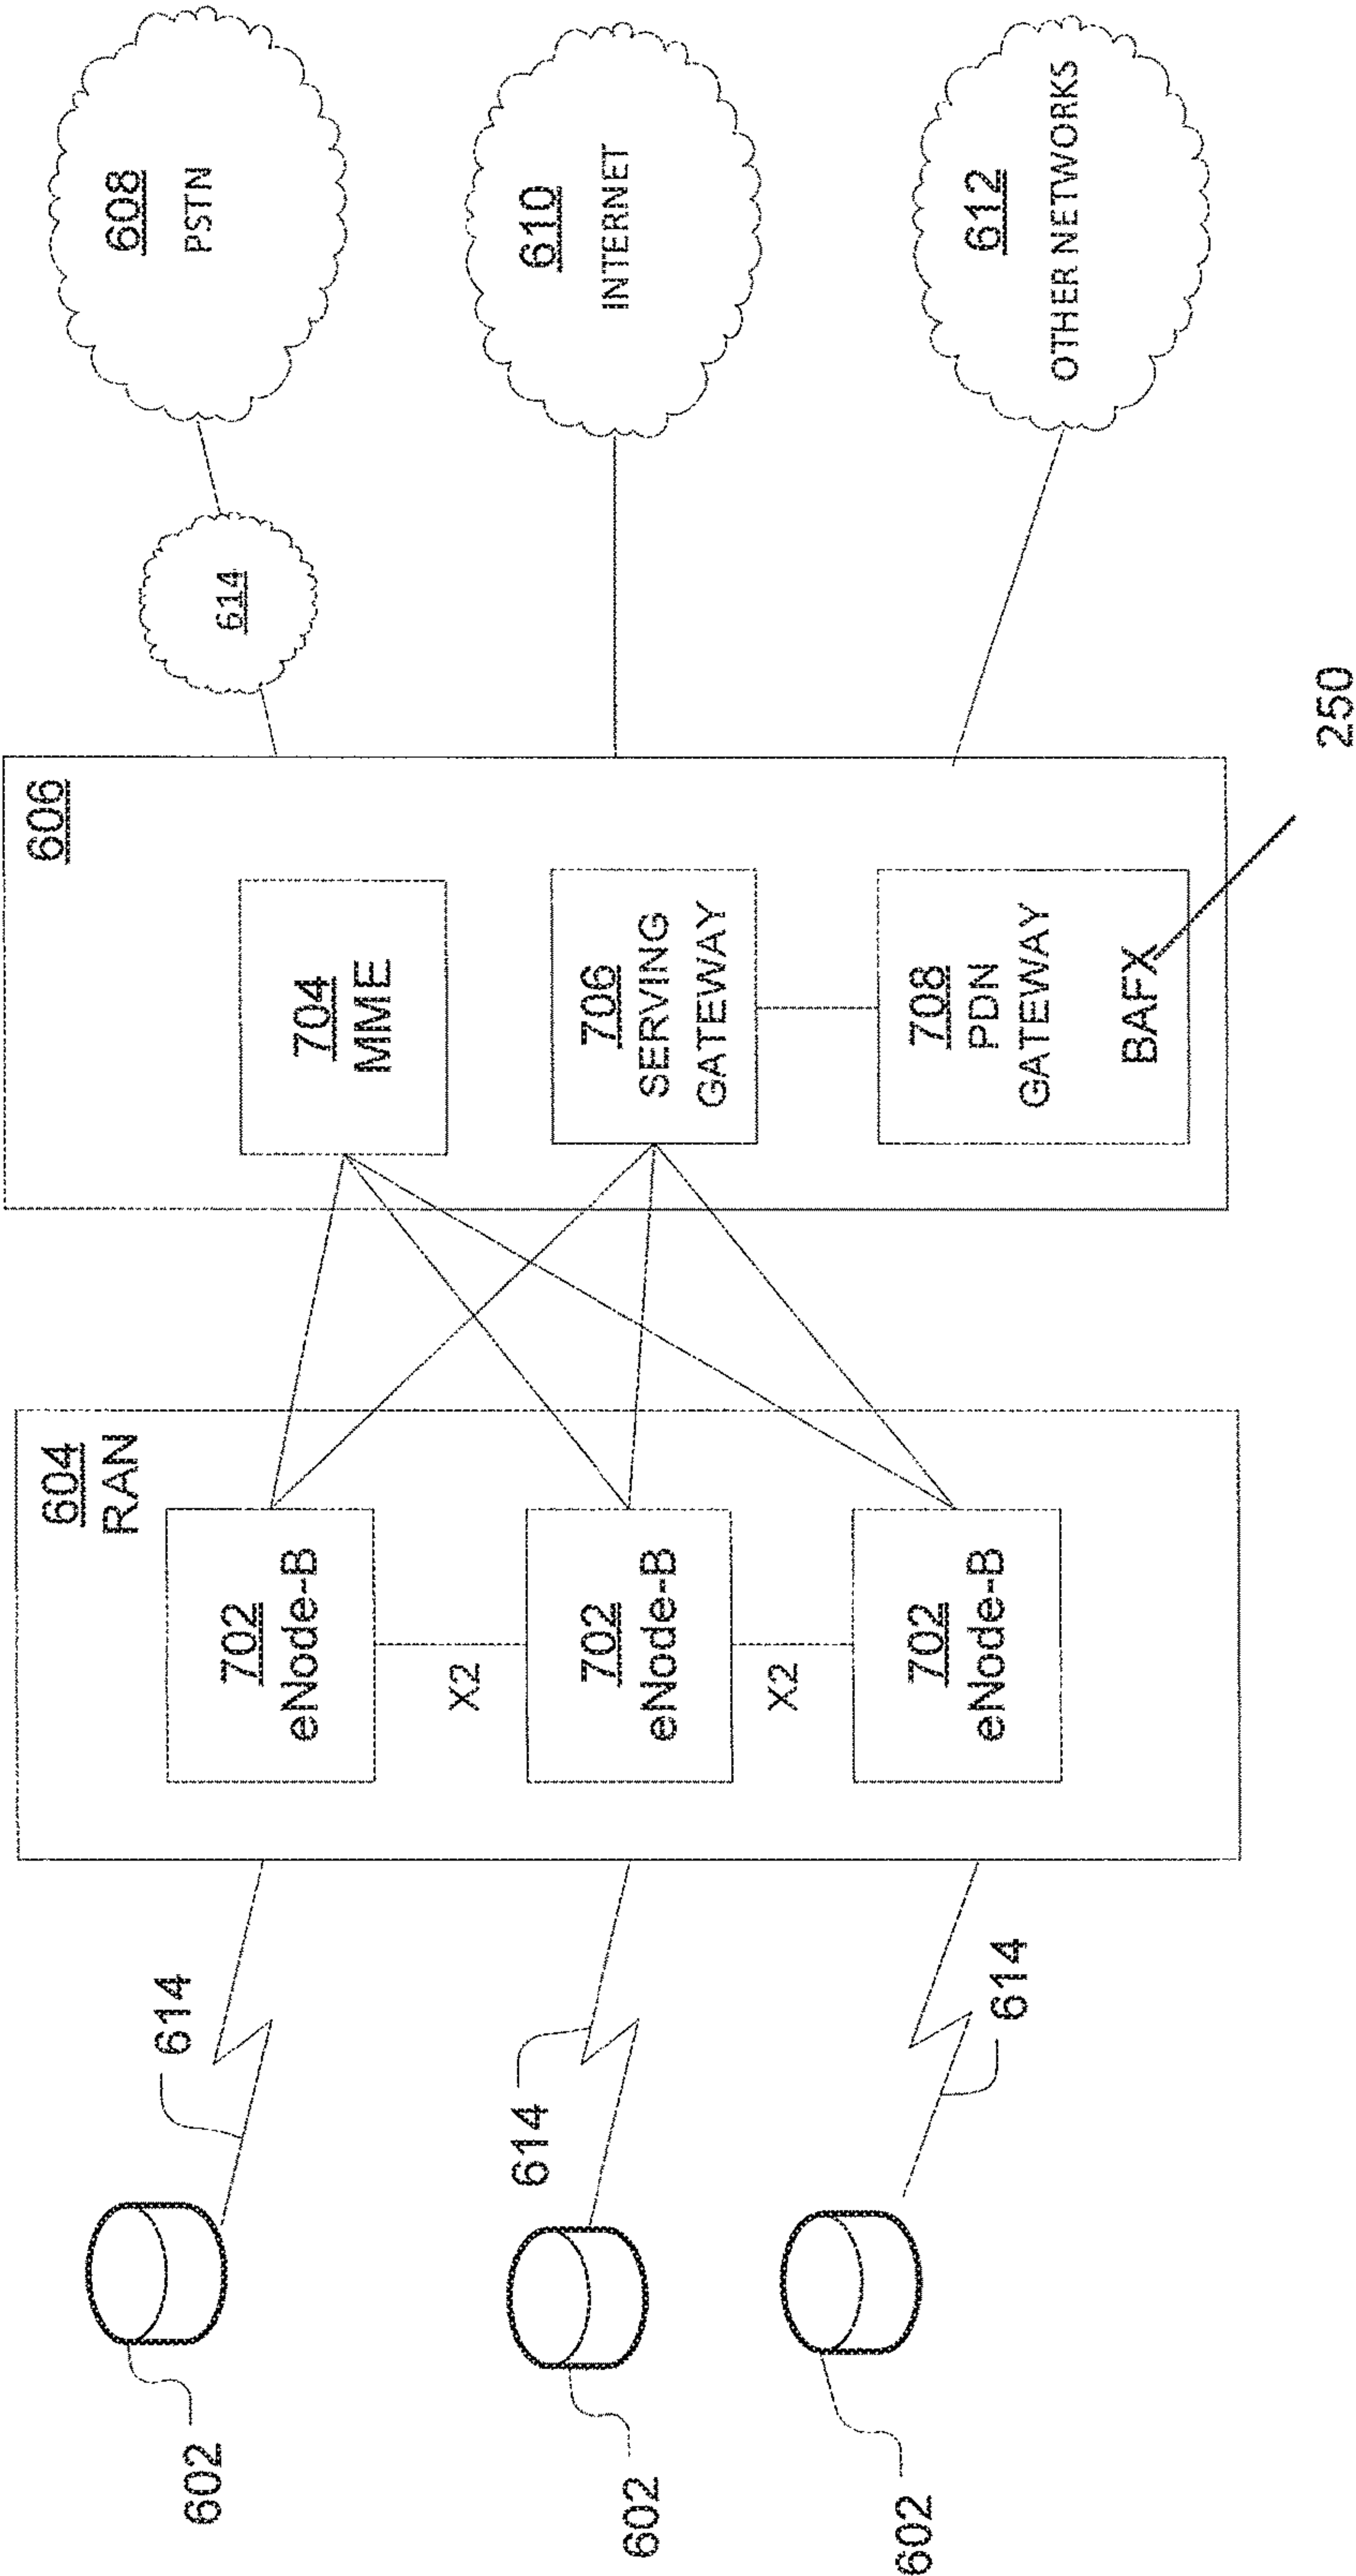 602
602
602
614
614
614
604
RAN
702
eNode-B
X2
702
eNode-B
X2
702
eNode-B
606
704
MME
706
SERVING
GATEWAY
708
PDN
GATEWAY
BAFX
250
614
608
PSTN
610
INTERNET
612
OTHER NETWORKS